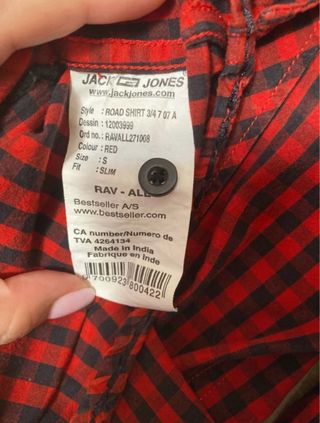 JACK JONES
www.jackjones.com
Style : ROAD SHIRT 3/4 7 07 A
Dessin : 12003999
Ord no.: RAVALL271008
Colour : RED
Size : S
Fit : SLIM
RAV - ALL
Bestseller A/S
www.bestseller.com
CA number/Numero de
TVA 4264134
Made in India
Fabrique en Inde
700923 800422